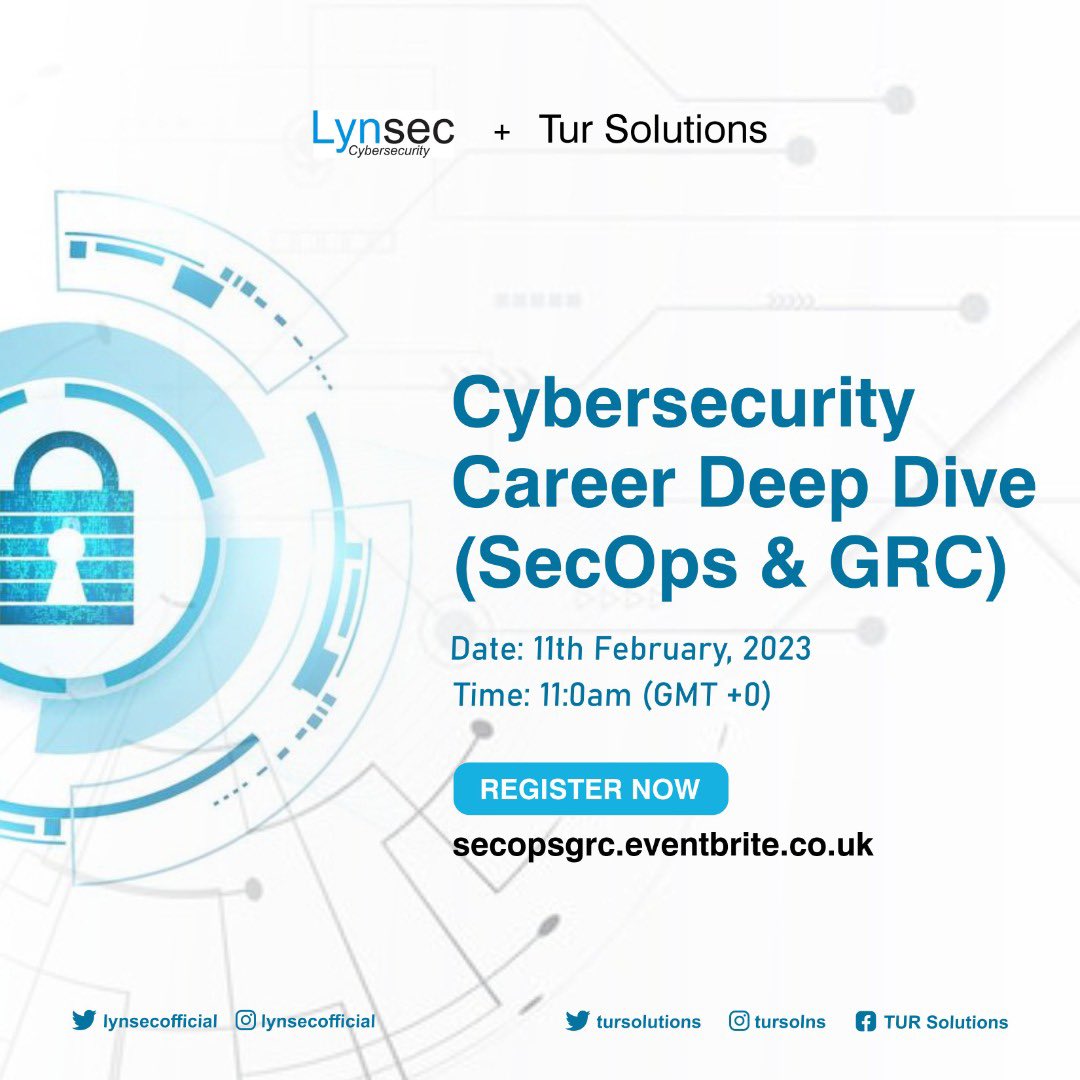 Lynsec + Tur Solutions
Cybersecurity
Cybersecurity
Career Deep Dive
(SecOps & GRC)
Date: 11th February, 2023
Time: 11:0am (GMT +0)
REGISTER NOW
secopsgrc.eventbrite.co.uk
lynsecofficial lynsecofficial tursolutions tursolns TUR Solutions